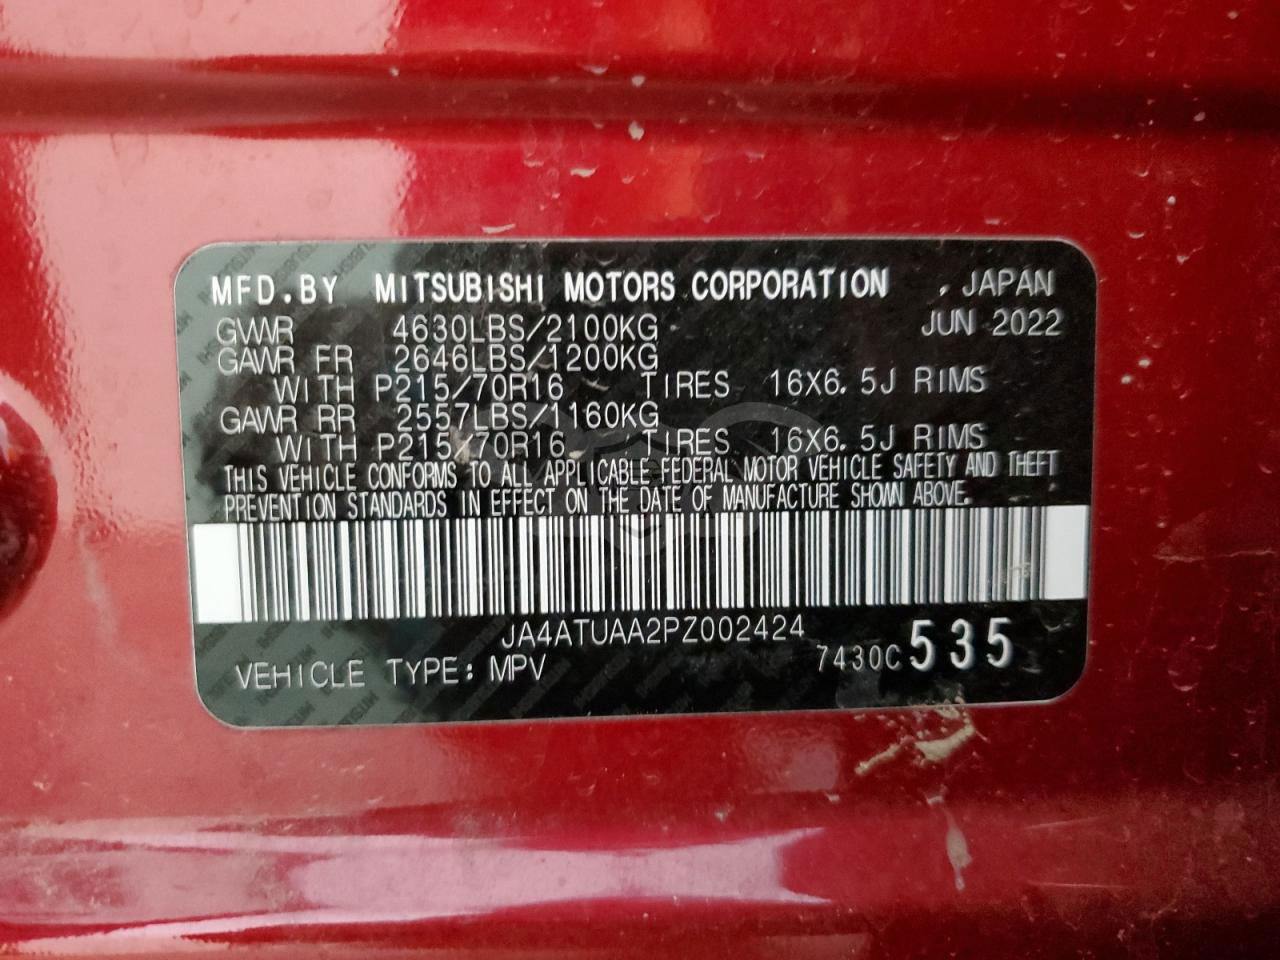 MFD.BY MITSUBISHI MOTORS CORPORATION , JAPAN
GVWR 4630LBS/2100KG JUN 2022
GAWR FR 2646LBS/1200KG
WITH P215/70R16 TIRES 16X6.5J RIMS
GAWR RR 2557LBS/1160KG
WITH P215/70R16 TIRES 16X6.5J RIMS
THIS VEHICLE CONFORMS TO ALL APPLICABLE FEDERAL MOTOR VEHICLE SAFETY AND THEFT
PREVENTION STANDARDS IN EFFECT ON THE DATE OF MANUFACTURE SHOWN ABOVE.
JA4ATUAA2PZ002424
VEHICLE TYPE: MPV 7430C 535